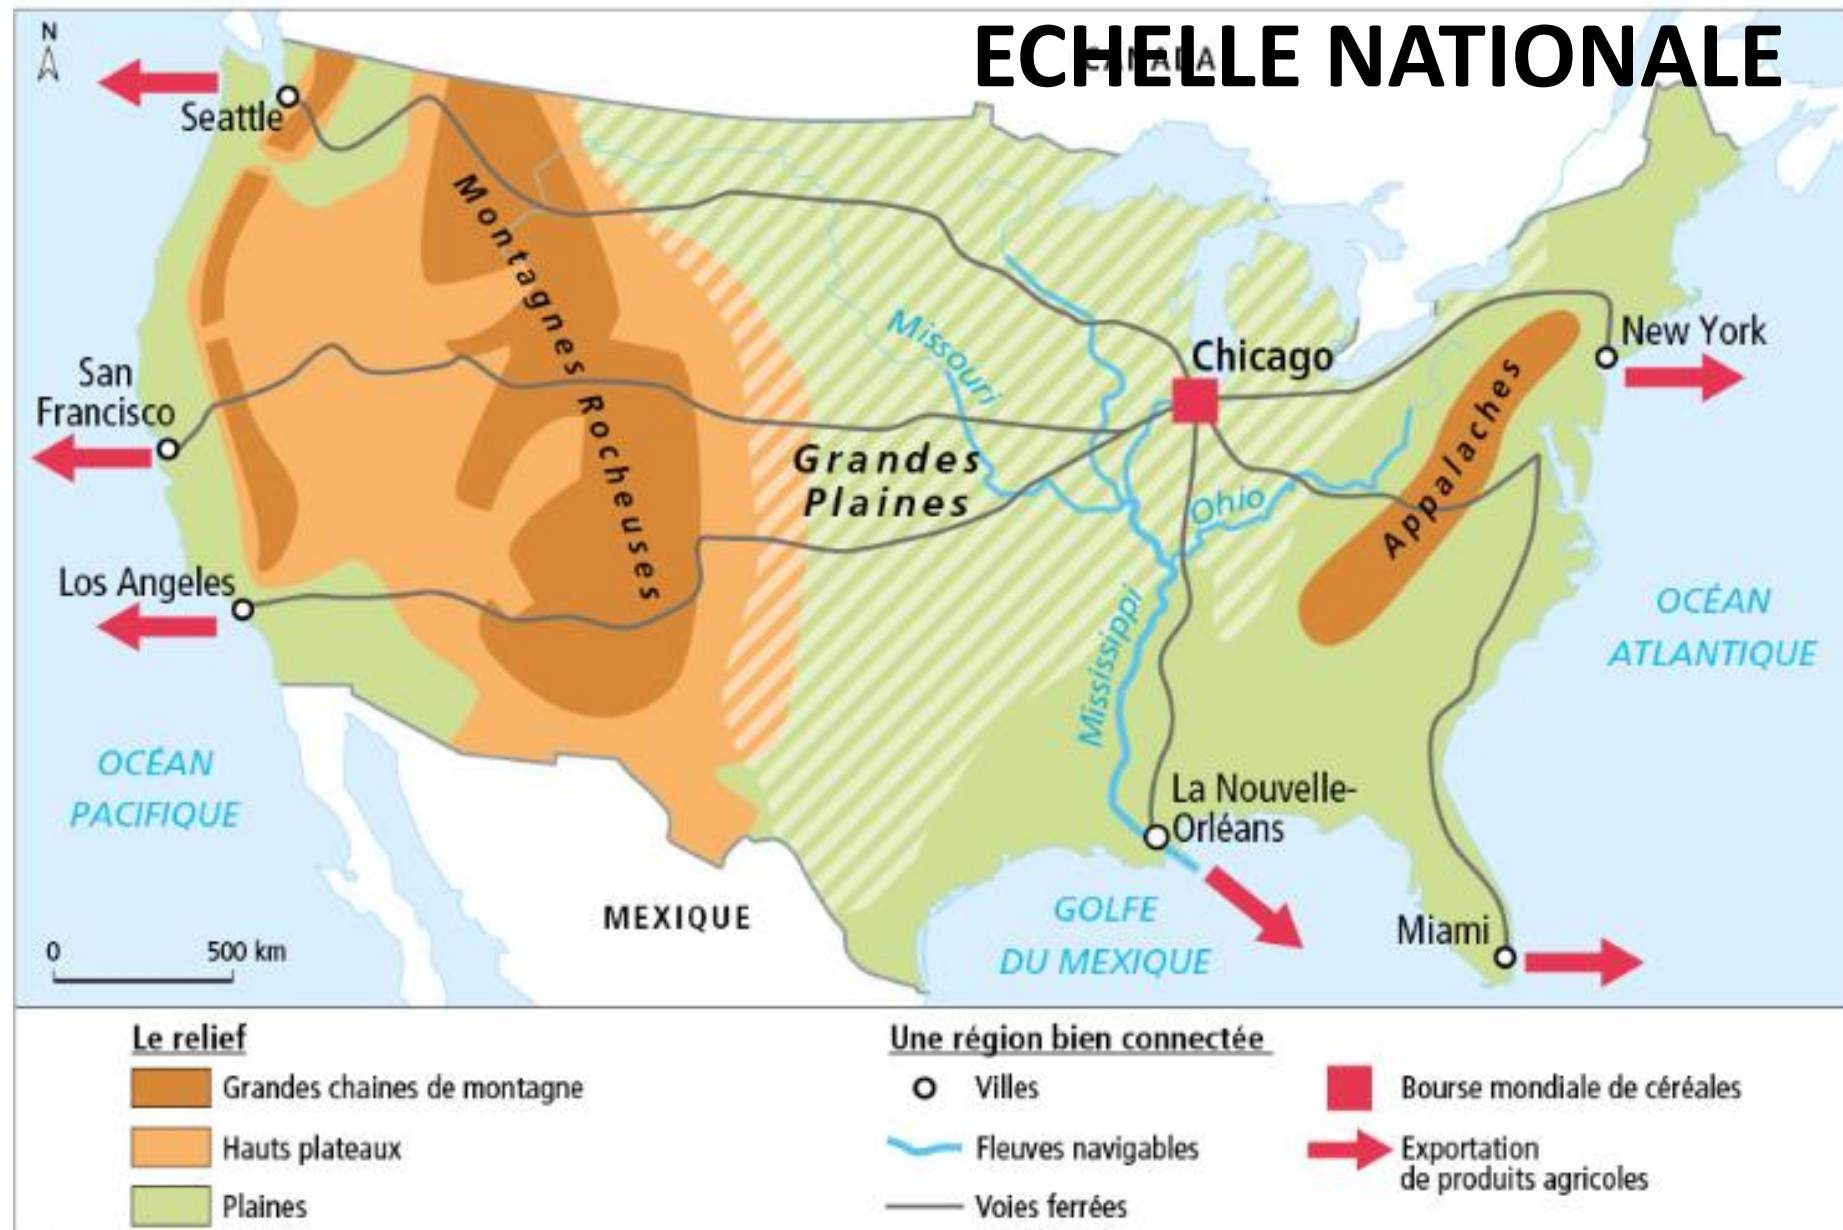 ECHELLE NATIONALE
CANADA
N
Seattle
Montagnes Rocheuses
Missouri
Chicago
New York
San
Francisco
Grandes
Plaines
Appalaches
Ohio
Los Angeles
Mississippi
OCÉAN
ATLANTIQUE
OCÉAN
PACIFIQUE
La Nouvelle-
Orléans
MEXIQUE
GOLFE
DU MEXIQUE
Miami
0 500 km
Le relief
Grandes chaines de montagne
Hauts plateaux
Plaines
Une région bien connectée
Villes
Fleuves navigables
Voies ferrées
Bourse mondiale de céréales
Exportation
de produits agricoles